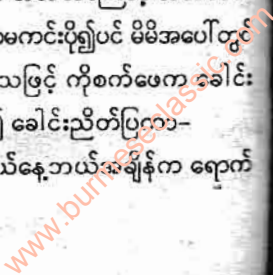 မကင်းပို၍ပင် မိမိအပေါ်တွင်
သဖြင့် ကိုစက်ဖေက ခေါင်း
ခေါင်းညိတ်ပြကာ–
ယ်နေ့ဘယ်အချိန်က ရောက်
www.burmeseclassic.com